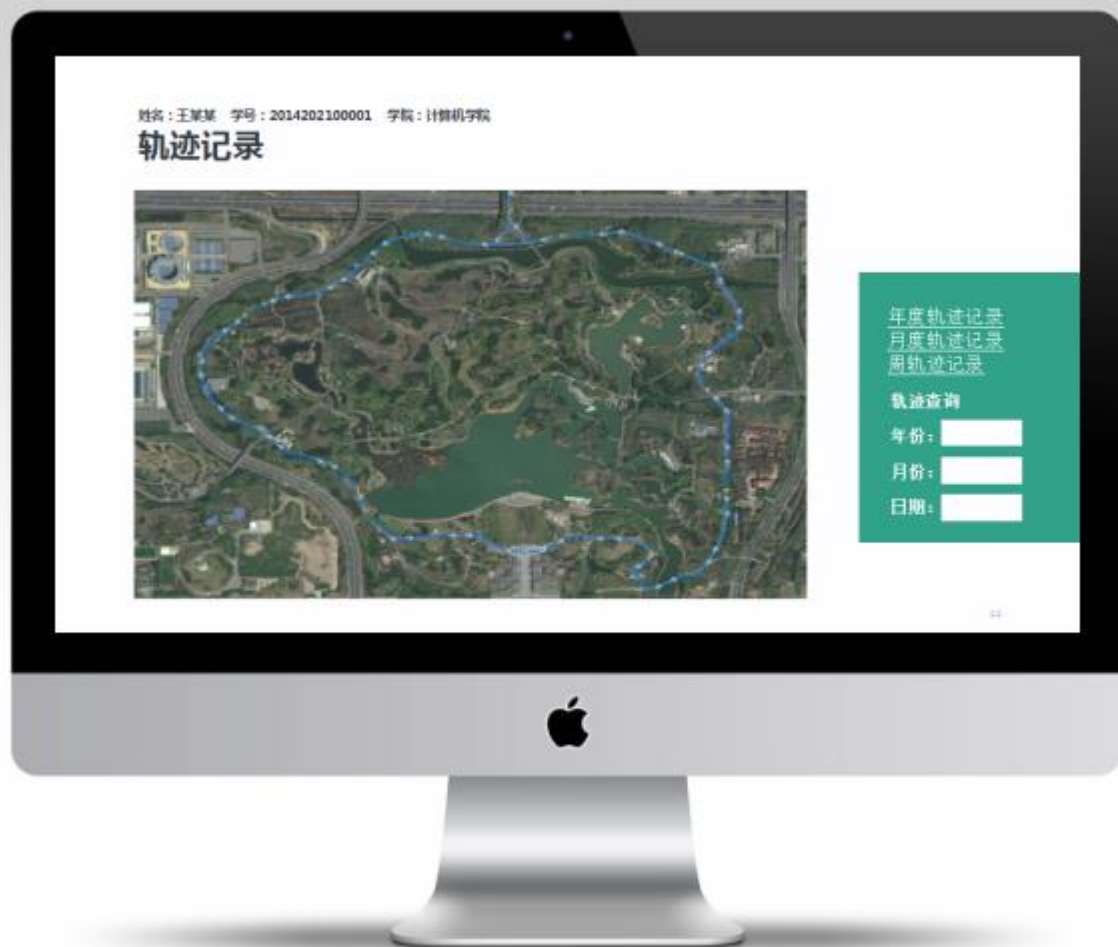 姓名：王某某 学号：2014202100001 学院：计算机学院
轨迹记录
年度轨迹记录
月度轨迹记录
周轨迹记录
轨迹查询
年份：
月份：
日期：